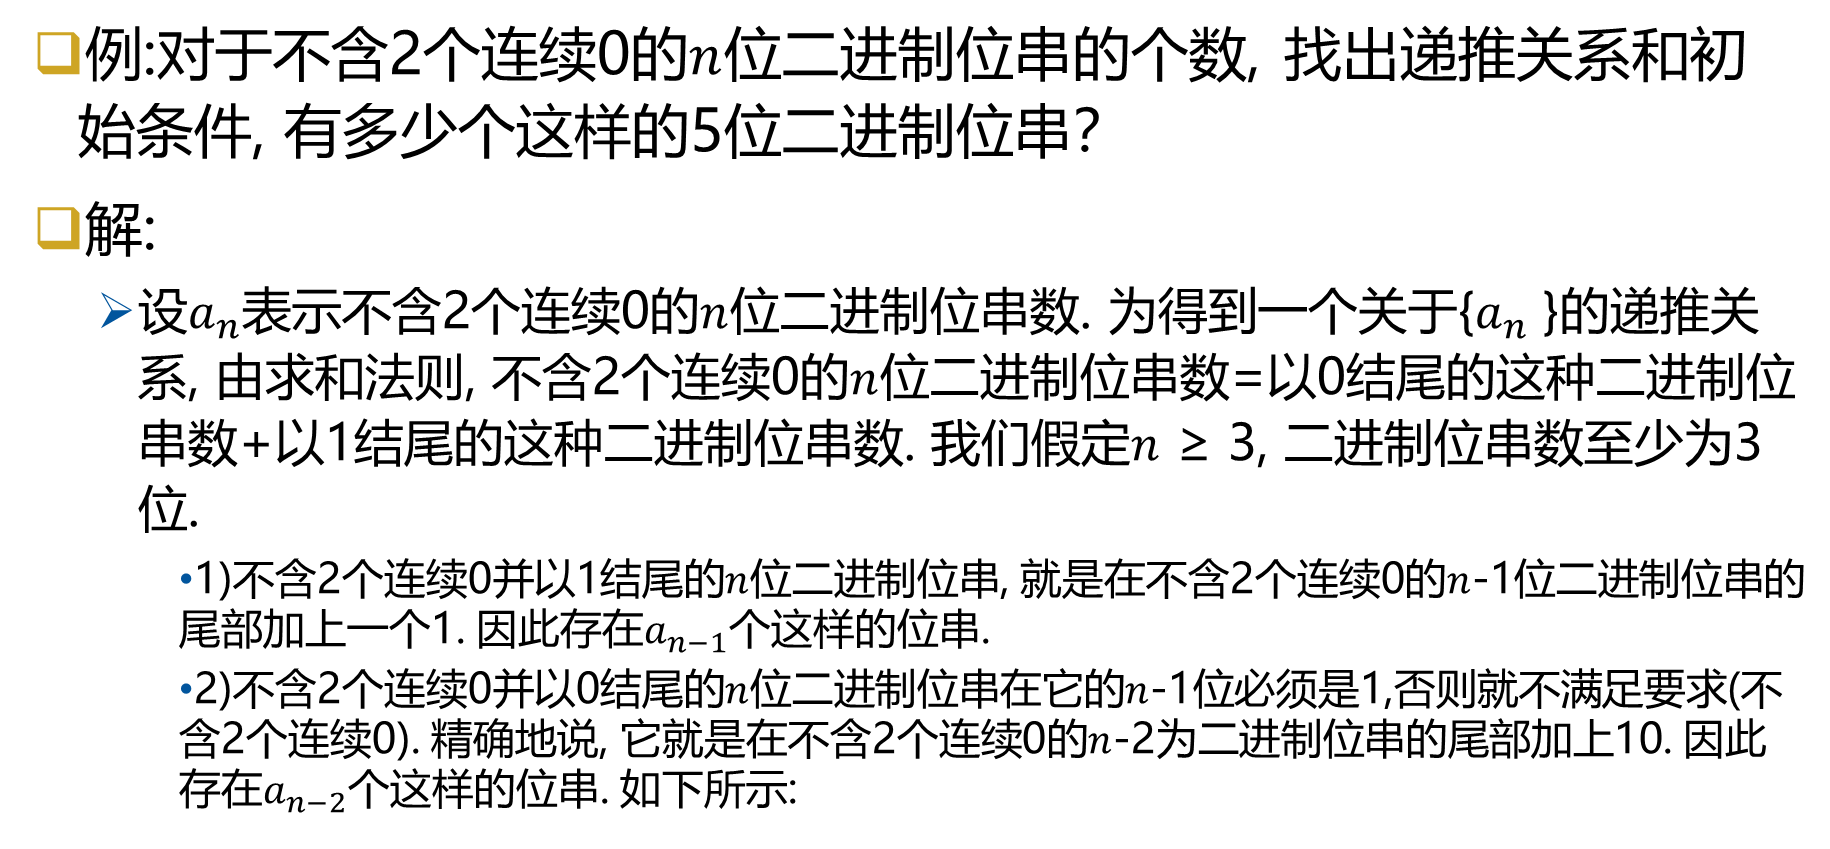 ❑例:对于不含2个连续0的n位二进制位串的个数, 找出递推关系和初
始条件, 有多少个这样的5位二进制位串?
❑解:
➢设aₙ表示不含2个连续0的n位二进制位串数. 为得到一个关于{aₙ }的递推关
系, 由求和法则, 不含2个连续0的n位二进制位串数=以0结尾的这种二进制位
串数+以1结尾的这种二进制位串数. 我们假定n ≥ 3, 二进制位串数至少为3
位.
•1)不含2个连续0并以1结尾的n位二进制位串, 就是在不含2个连续0的n-1位二进制位串的
尾部加上一个1. 因此存在aₙ₋₁个这样的位串.
•2)不含2个连续0并以0结尾的n位二进制位串在它的n-1位必须是1,否则就不满足要求(不
含2个连续0). 精确地说, 它就是在不含2个连续0的n-2为二进制位串的尾部加上10. 因此
存在aₙ₋₂个这样的位串. 如下所示: